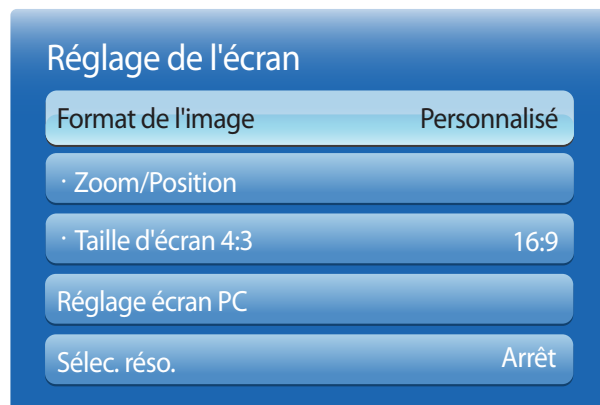 Réglage de l'écran
Format de l'image Personnalisé
· Zoom/Position
· Taille d'écran 4:3 16:9
Réglage écran PC
Sélec. réso. Arrêt